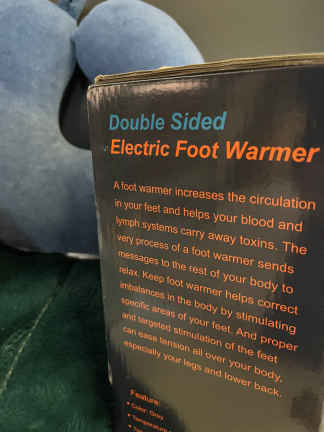 Double Sided
Electric Foot Warmer
A foot warmer increases the circulation
in your feet and helps your blood and
lymph systems carry away toxins. The
very process of a foot warmer sends
messages to the rest of your body to
relax. Keep foot warmer helps correct
imbalances in the body by stimulating
specific areas of your feet. And proper
and targeted stimulation of the feet
can ease tension all over your body,
especially your legs and lower back.
Feature:
• Color: Grey
• Temperature